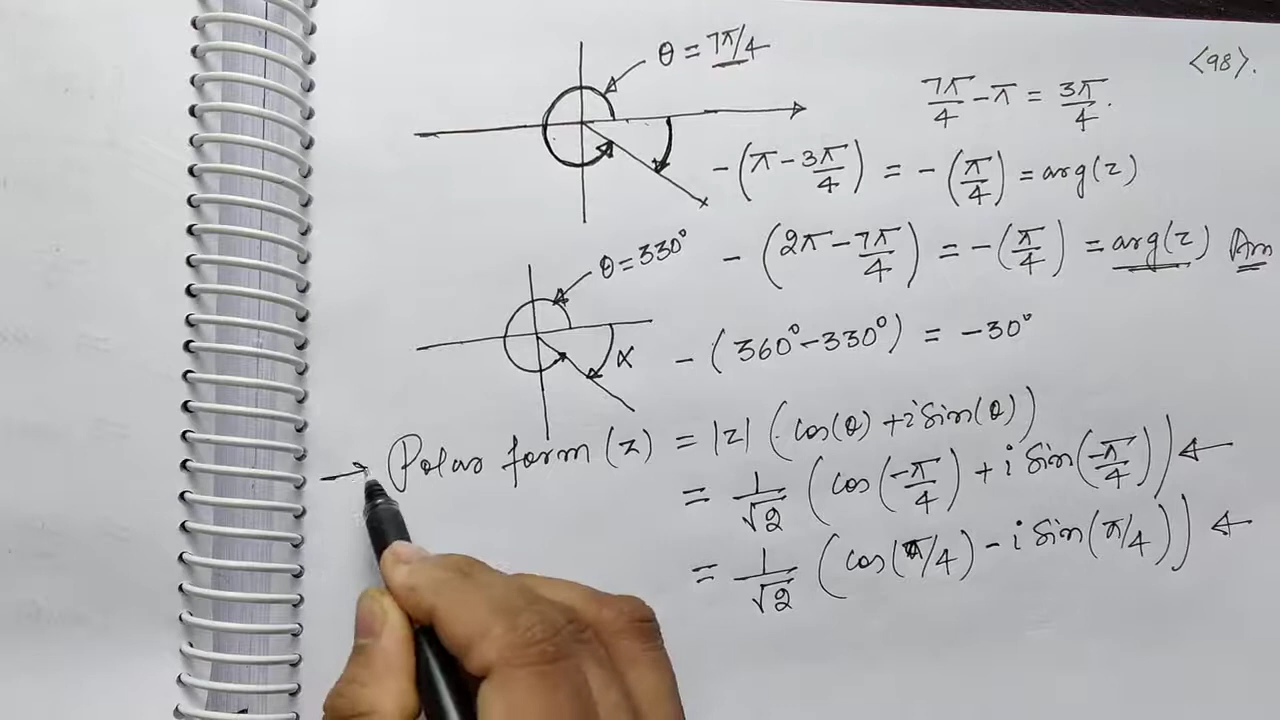 θ = 7π/4
<98>.
7π/4 - π = 3π/4.
-(π - 3π/4) = -(π/4) = arg(z)
θ = 330°
-(2π - 7π/4) = -(π/4) = arg(z) Ans
α
-(360° - 330°) = -30°
→ Polar form (z) = |z| (cos(θ) + i Sin(θ))
= 1/√2 (cos(-π/4) + i Sin(-π/4)) ←
= 1/√2 (cos(π/4) - i Sin(π/4)) ←